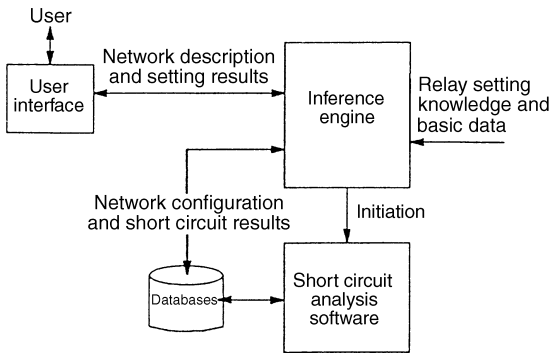 User
Network description
and setting results
User
interface
Inference
engine
Relay setting
knowledge and
basic data
Network configuration
and short circuit results
Initiation
Databases
Short circuit
analysis
software